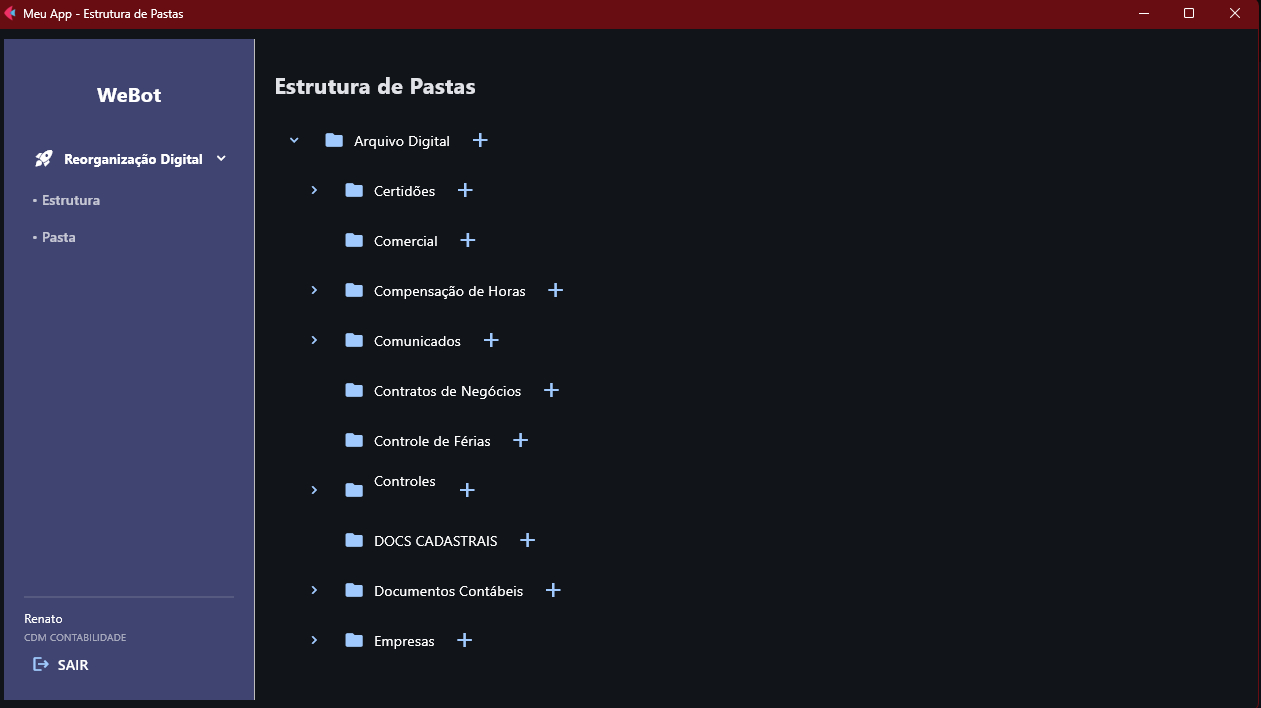 Meu App - Estrutura de Pastas
WeBot
Reorganização Digital
• Estrutura
• Pasta
Renato
CDM CONTABILIDADE
SAIR
Estrutura de Pastas
Arquivo Digital
Certidões
Comercial
Compensação de Horas
Comunicados
Contratos de Negócios
Controle de Férias
Controles
DOCS CADASTRAIS
Documentos Contábeis
Empresas